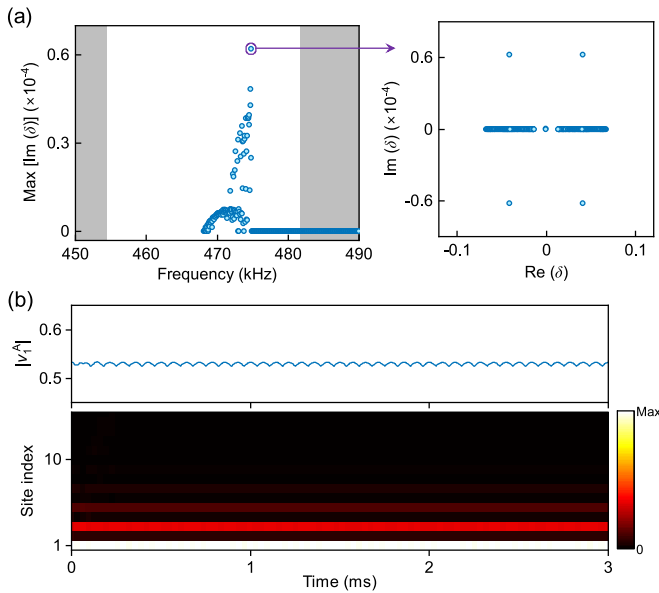 (a)
Max [Im (δ)] (×10⁻⁴)
0.6
0.3
0
450 460 470 480 490
Frequency (kHz)
Im (δ) (×10⁻⁴)
0.6
0
-0.6
-0.1 0 0.1
Re (δ)
(b)
|v₁ᴬ|
0.6
0.5
Site index
10
1
Max
0
0 1 2 3
Time (ms)